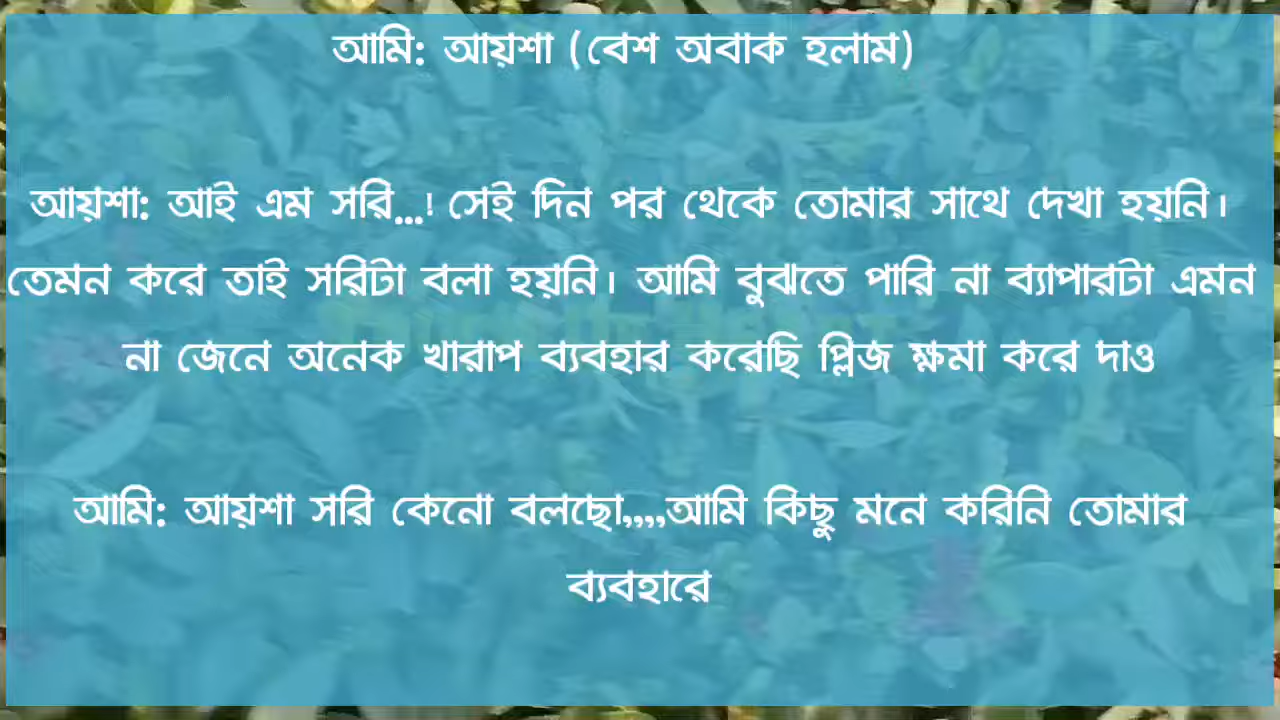 আমি: আয়শা (বেশ অবাক হলাম)
আয়শা: আই এম সরি...! সেই দিন পর থেকে তোমার সাথে দেখা হয়নি।
তেমন করে তাই সরিটা বলা হয়নি। আমি বুঝতে পারি না ব্যাপারটা এমন
না জেনে অনেক খারাপ ব্যবহার করেছি প্লিজ ক্ষমা করে দাও
আমি: আয়শা সরি কেনো বলছো,,,,আমি কিছু মনে করিনি তোমার
ব্যবহারে